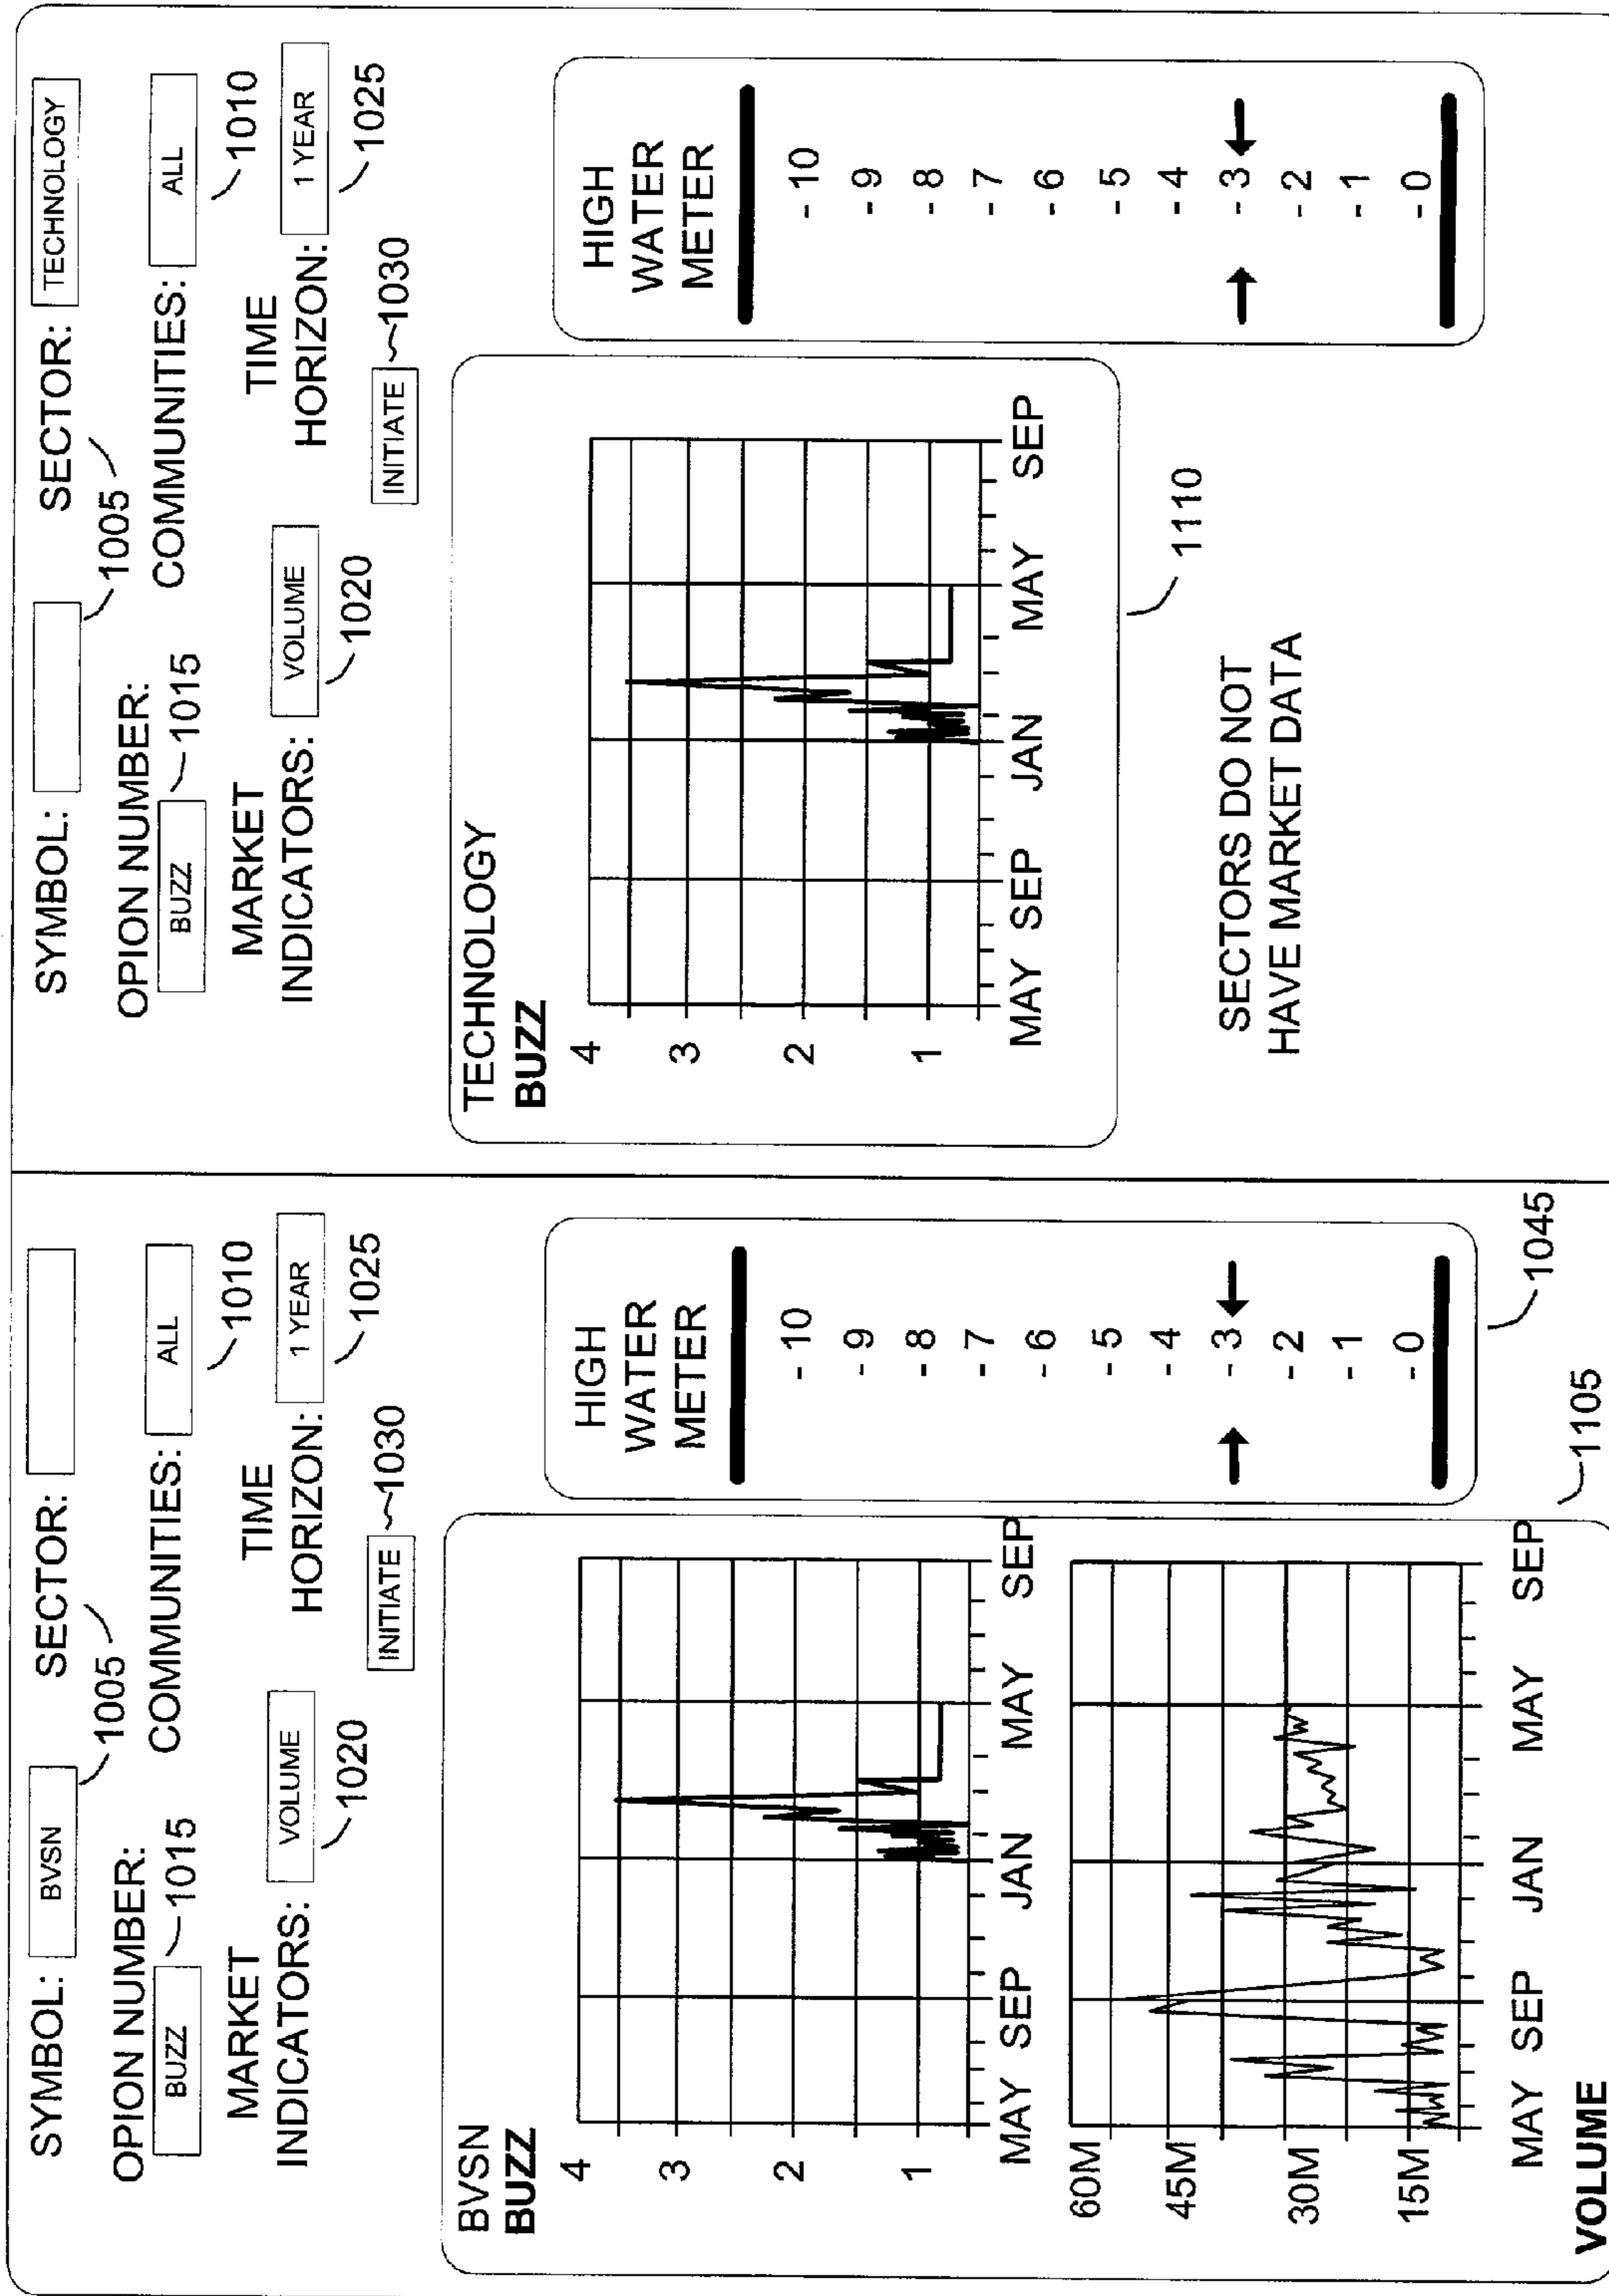 SYMBOL: BVSN SECTOR:
1005
OPION NUMBER: COMMUNITIES: ALL
BUZZ 1015 1010
MARKET TIME
INDICATORS: VOLUME HORIZON: 1 YEAR
1020 1025
INITIATE 1030
BVSN
BUZZ
4
3
2
1
MAY SEP JAN MAY SEP
60M
45M
30M
15M
MAY SEP JAN MAY SEP
VOLUME
HIGH
WATER
METER
- 10
- 9
- 8
- 7
- 6
- 5
- 4
- 3
- 2
- 1
- 0
1045
1105
SYMBOL: SECTOR: TECHNOLOGY
1005
OPION NUMBER: COMMUNITIES: ALL
BUZZ 1015 1010
MARKET TIME
INDICATORS: VOLUME HORIZON: 1 YEAR
1020 1025
INITIATE 1030
TECHNOLOGY
BUZZ
4
3
2
1
MAY SEP JAN MAY SEP
1110
SECTORS DO NOT
HAVE MARKET DATA
HIGH
WATER
METER
- 10
- 9
- 8
- 7
- 6
- 5
- 4
- 3
- 2
- 1
- 0